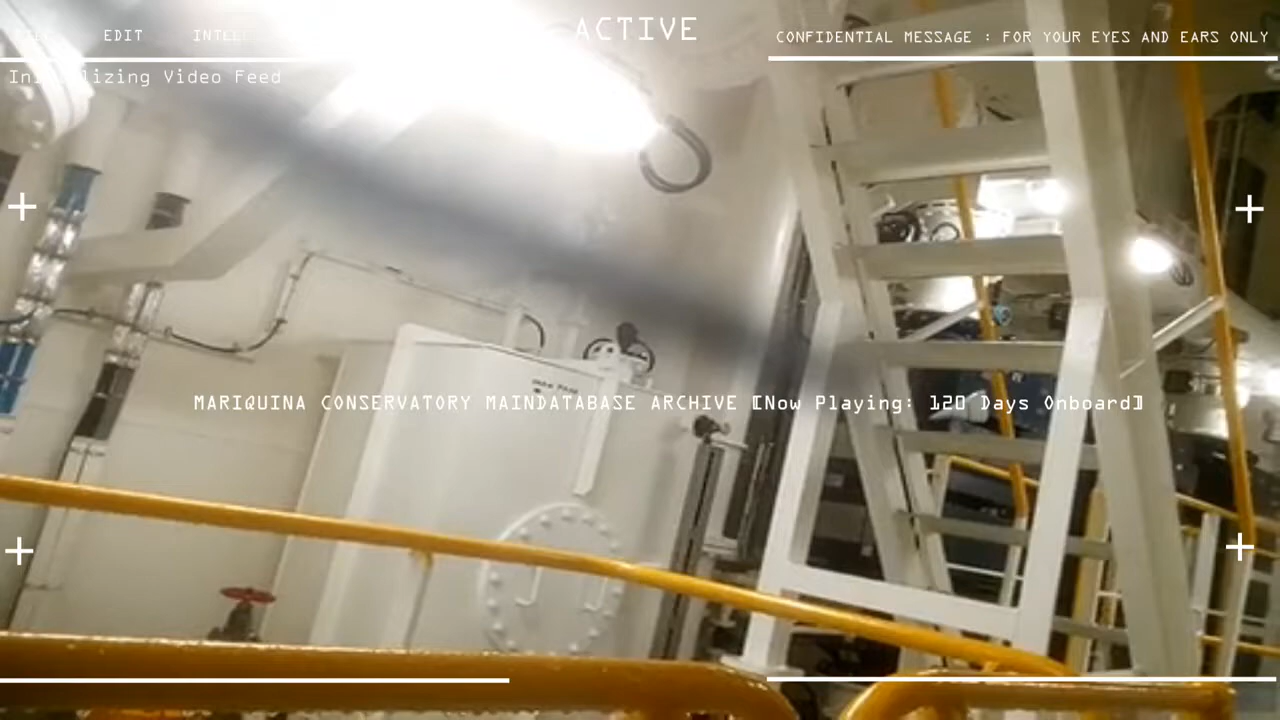 EDIT
ACTIVE
CONFIDENTIAL MESSAGE : FOR YOUR EYES AND EARS ONLY
Video Feed
MARIQUINA CONSERVATORY MAINDATABASE ARCHIVE [Now Playing: 120 Days Onboard]